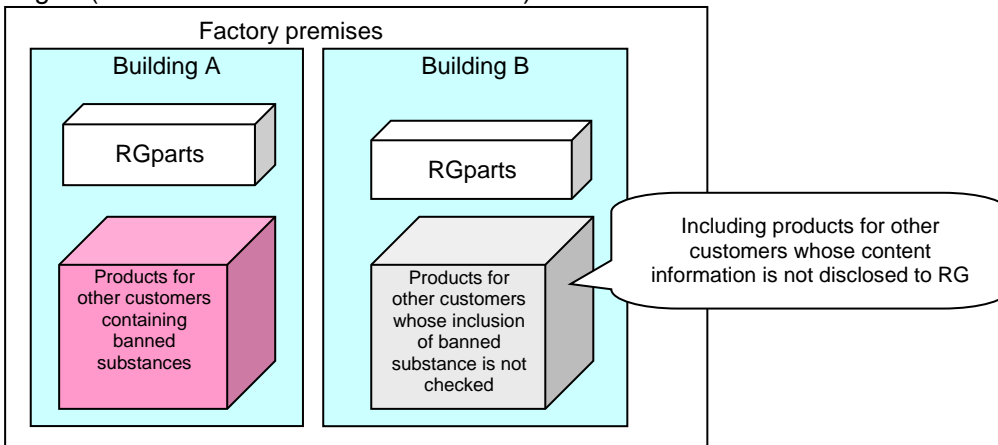 Factory premises
Building A
Building B
RGparts
RGparts
Products for
other customers
containing
banned
substances
Products for
other customers
whose inclusion
of banned
substance is not
checked
Including products for other
customers whose content
information is not disclosed to RG